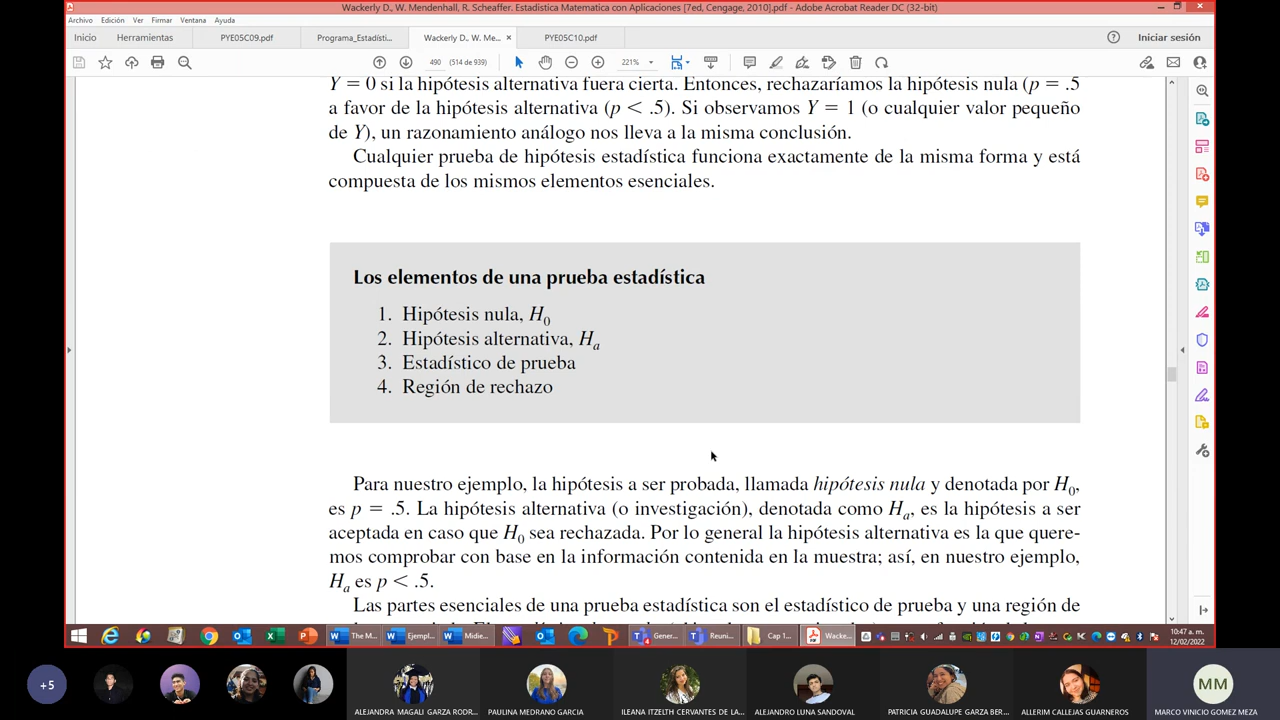 Wackerly D., W. Mendenhall, R. Scheaffer. Estadística Matematica con Aplicaciones [7ed, Cengage, 2010].pdf - Adobe Acrobat Reader DC (32-bit)
Archivo Edición Ver Firmar Ventana Ayuda
Inicio Herramientas PYE05C09.pdf Programa_Estadísti... Wackerly D., W. Me... PYE05C10.pdf Iniciar sesión
490 (514 de 939) 221%
Y = 0 si la hipótesis alternativa fuera cierta. Entonces, rechazaríamos la hipótesis nula (p = .5
a favor de la hipótesis alternativa (p < .5). Si observamos Y = 1 (o cualquier valor pequeño
de Y), un razonamiento análogo nos lleva a la misma conclusión.
Cualquier prueba de hipótesis estadística funciona exactamente de la misma forma y está
compuesta de los mismos elementos esenciales.
Los elementos de una prueba estadística
1. Hipótesis nula, H0
2. Hipótesis alternativa, Ha
3. Estadístico de prueba
4. Región de rechazo
Para nuestro ejemplo, la hipótesis a ser probada, llamada hipótesis nula y denotada por H0,
es p = .5. La hipótesis alternativa (o investigación), denotada como Ha, es la hipótesis a ser
aceptada en caso que H0 sea rechazada. Por lo general la hipótesis alternativa es la que quere-
mos comprobar con base en la información contenida en la muestra; así, en nuestro ejemplo,
Ha es p < .5.
Las partes esenciales de una prueba estadística son el estadístico de prueba y una región de
The M... Ejempl... Midie... Gener... Reuni... Cap 1... Wacke... 10:47 a. m.
12/02/2022
+5 MM
ALEJANDRA MAGALI GARZA RODR... PAULINA MEDRANO GARCIA ILEANA ITZELTH CERVANTES DE LA... ALEJANDRO LUNA SANDOVAL PATRICIA GUADALUPE GARZA BER... ALLERIM CALLEJAS GUARNEROS MARCO VINICIO GOMEZ MEZA